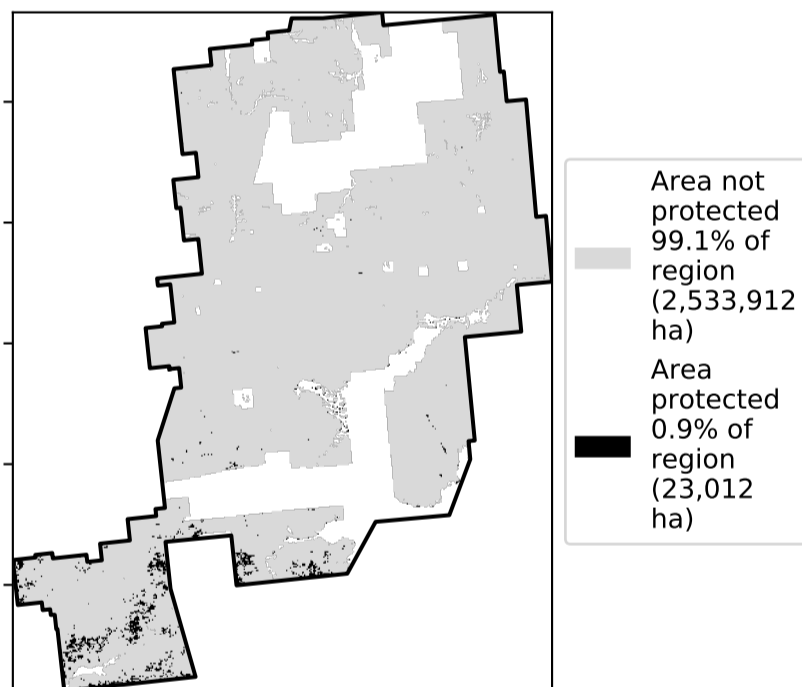 Area not
protected
99.1% of
region
(2,533,912
ha)
Area
protected
0.9% of
region
(23,012
ha)